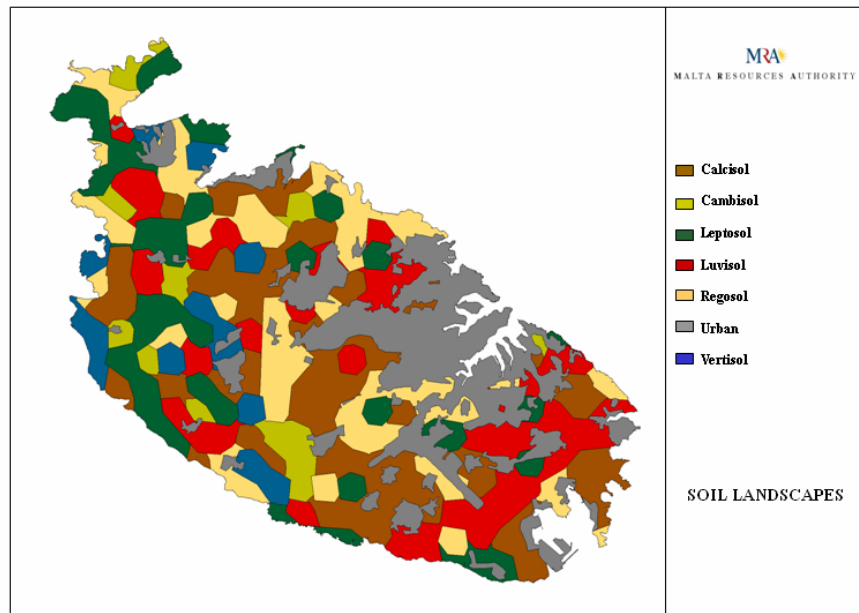 MRA
MALTA RESOURCES AUTHORITY
Calcisol
Cambisol
Leptosol
Luvisol
Regosol
Urban
Vertisol
SOIL LANDSCAPES